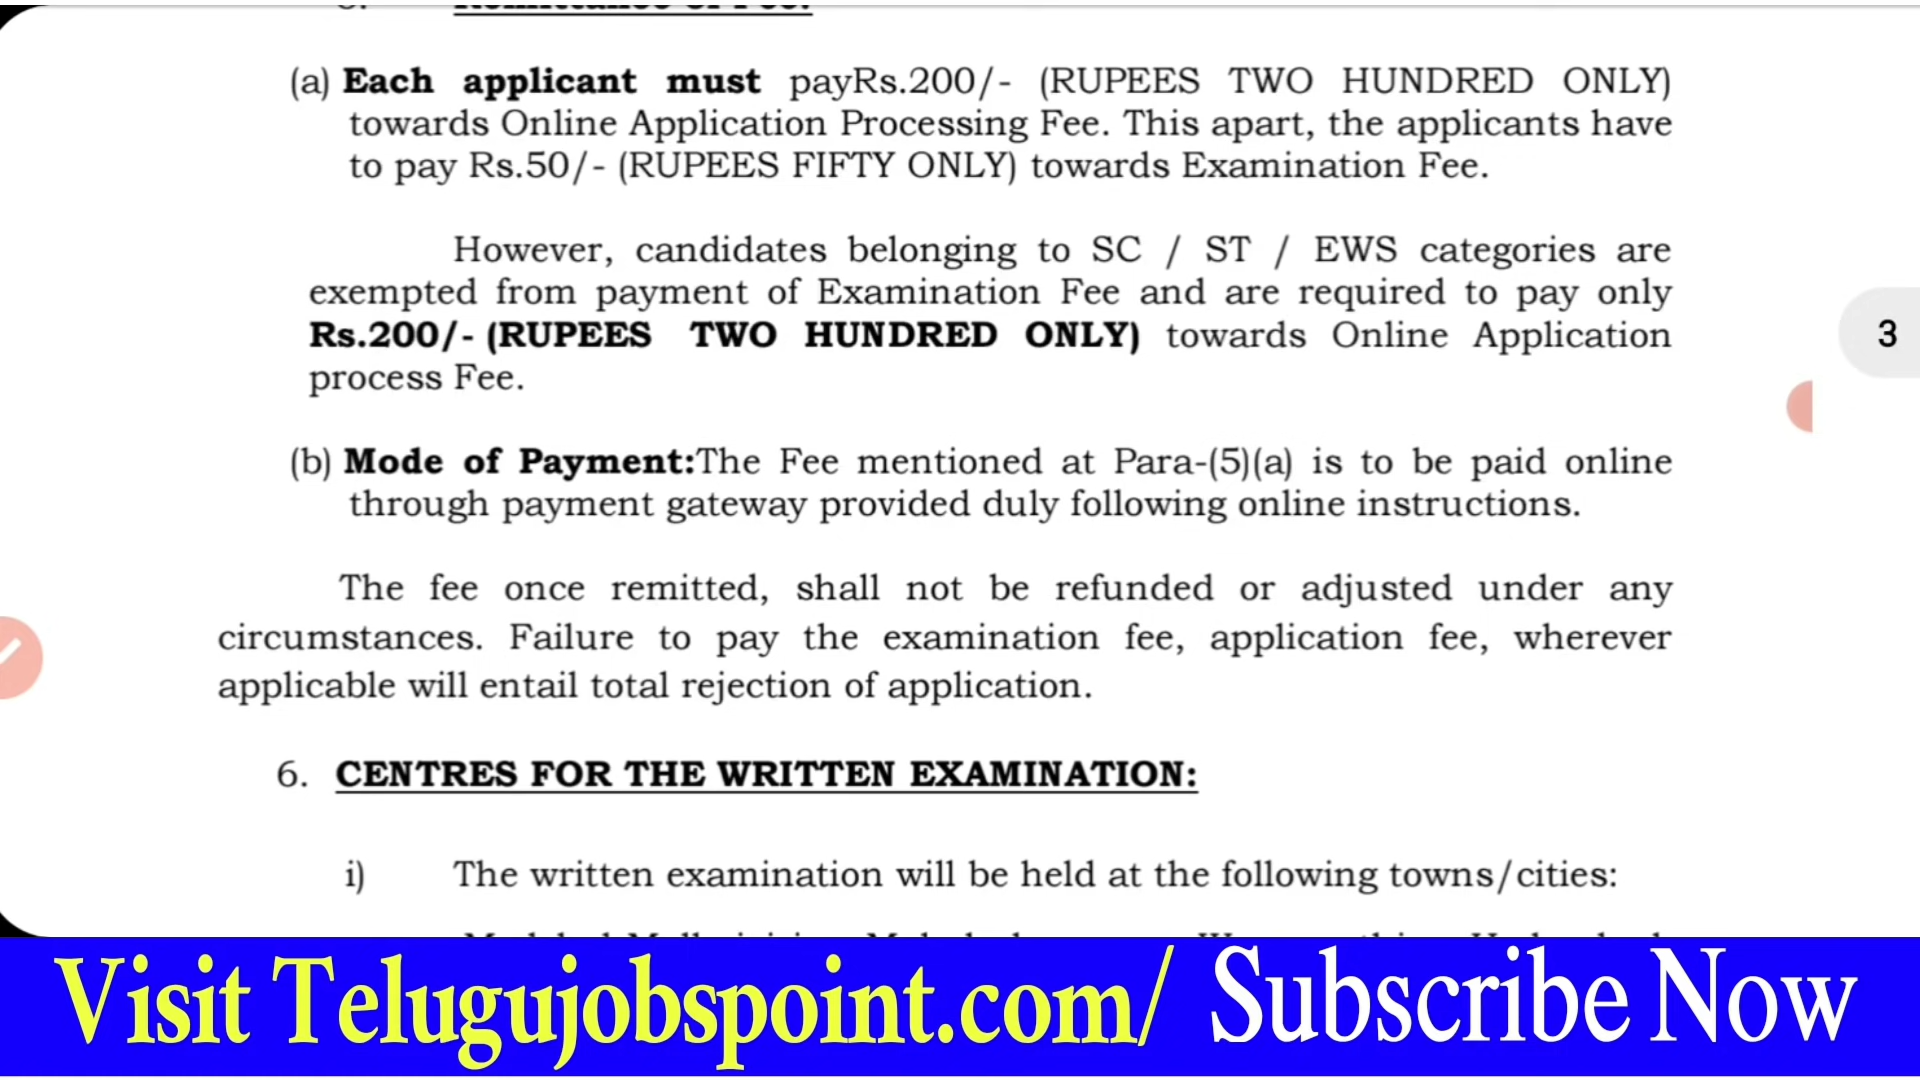 Remittance of Fee:
(a) Each applicant must payRs.200/- (RUPEES TWO HUNDRED ONLY)
towards Online Application Processing Fee. This apart, the applicants have
to pay Rs.50/- (RUPEES FIFTY ONLY) towards Examination Fee.
However, candidates belonging to SC / ST / EWS categories are
exempted from payment of Examination Fee and are required to pay only
Rs.200/- (RUPEES TWO HUNDRED ONLY) towards Online Application
process Fee.
3
(b) Mode of Payment:The Fee mentioned at Para-(5)(a) is to be paid online
through payment gateway provided duly following online instructions.
The fee once remitted, shall not be refunded or adjusted under any
circumstances. Failure to pay the examination fee, application fee, wherever
applicable will entail total rejection of application.
6. CENTRES FOR THE WRITTEN EXAMINATION:
i) The written examination will be held at the following towns/cities:
Visit Telugujobspoint.com/ Subscribe Now